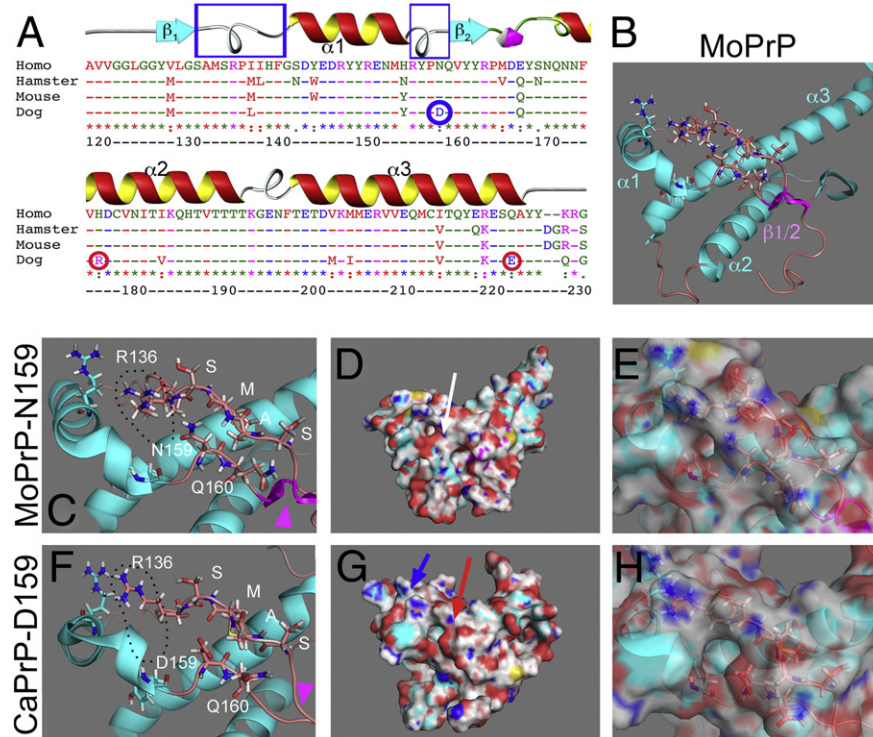 A
β1
α1
β2
Homo AVVGGLGGYVLGSAMSRPIIHFGSDYEDRYYRENMHRYPNQVYYRPMDEYSNQNNF
Hamster ---------M--------ML---N-W---------N----------V-Q-------
Mouse ---------M--------M------W---------Y------------Q-------
Dog ---------M--------L----------------Y---D--------Q-------
*********:********::***.*:*********:***:******:*.*******
120-------130-------140-------150-------160-------170-----
α2
α3
Homo VHDCVNITIKQHTVTTTTKGENFTETDVKMMERVVEQMCITQYERESQAYY--KRG
Hamster ---------------------------------------V---Q-------DGR-S
Mouse ---------------------------------------V-----------DGR-S
Dog R-------V------------------M-I---------V-------E----Q-G
----180-------190-------200-------210-------220-------230
B
MoPrP
α3
α1
β1/2
α2
MoPrP-N159
C
R136
S
M
A
S
N159
Q160
D
E
CaPrP-D159
F
R136
S
M
A
S
D159
Q160
G
H